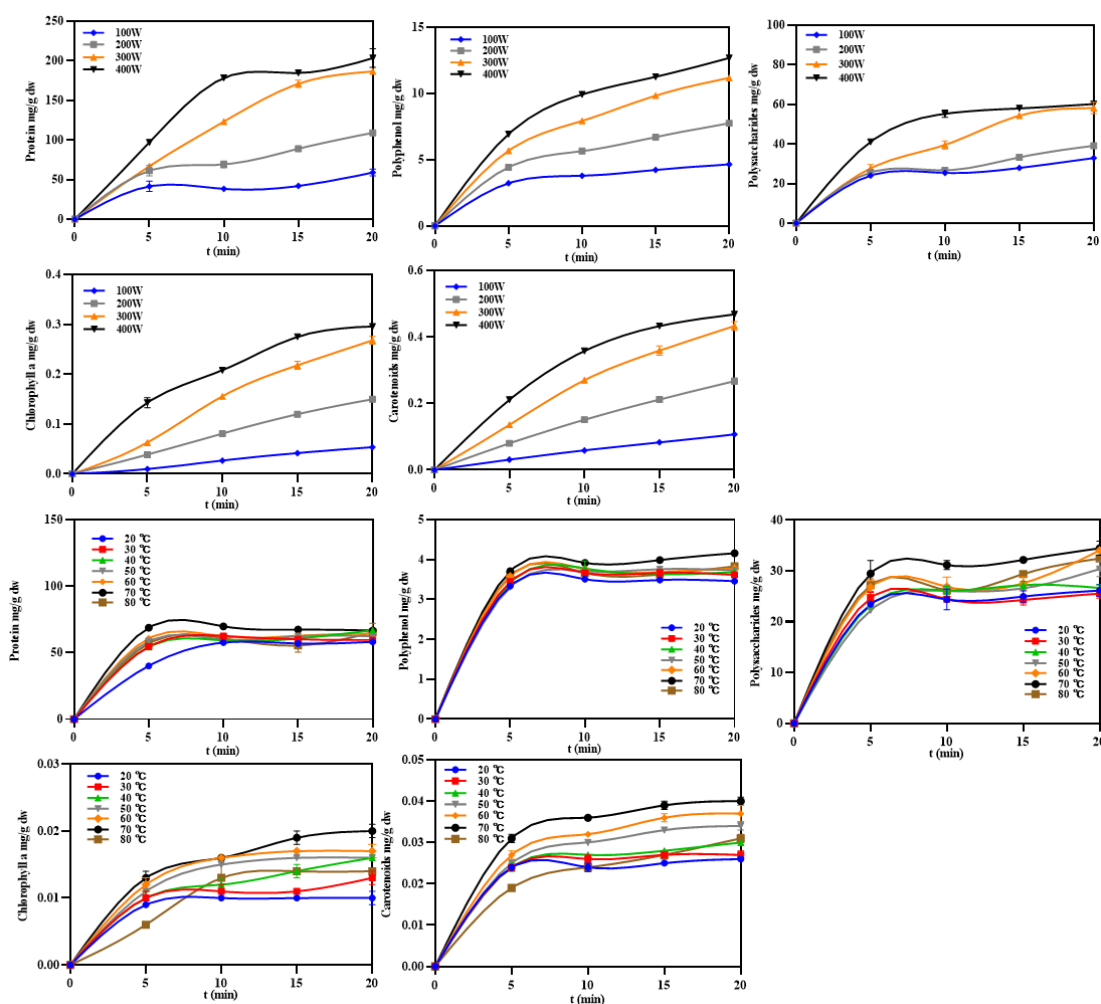 250
200
150
100
50
0
Protein mg/g dw
100W
200W
300W
400W
0 5 10 15 20
t (min)
15
10
5
0
Polyphenol mg/g dw
100W
200W
300W
400W
0 5 10 15 20
t (min)
100
80
60
40
20
0
Polysaccharides mg/g dw
100W
200W
300W
400W
0 5 10 15 20
t (min)
0.4
0.3
0.2
0.1
0.0
Chlorophyll a mg/g dw
100W
200W
300W
400W
0 5 10 15 20
t (min)
0.6
0.4
0.2
0.0
Carotenoids mg/g dw
100W
200W
300W
400W
0 5 10 15 20
t (min)
150
100
50
0
Protein mg/g dw
20 ℃
30 ℃
40 ℃
50 ℃
60 ℃
70 ℃
80 ℃
0 5 10 15 20
t (min)
5
4
3
2
1
0
Polyphenol mg/g dw
20 ℃
30 ℃
40 ℃
50 ℃
60 ℃
70 ℃
80 ℃
0 5 10 15 20
t (min)
40
30
20
10
0
Polysaccharides mg/g dw
20 ℃
30 ℃
40 ℃
50 ℃
60 ℃
70 ℃
80 ℃
0 5 10 15 20
t (min)
0.03
0.02
0.01
0.00
Chlorophyll a mg/g dw
20 ℃
30 ℃
40 ℃
50 ℃
60 ℃
70 ℃
80 ℃
0 5 10 15 20
t (min)
0.05
0.04
0.03
0.02
0.01
0.00
Carotenoids mg/g dw
20 ℃
30 ℃
40 ℃
50 ℃
60 ℃
70 ℃
80 ℃
0 5 10 15 20
t (min)